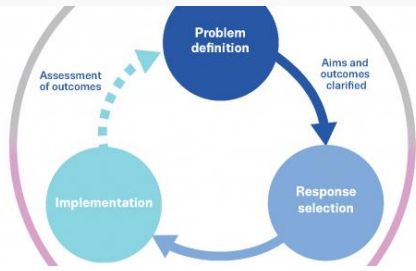 Problem
definition
Assessment
of outcomes
Aims and
outcomes
clarified
Implementation
Response
selection